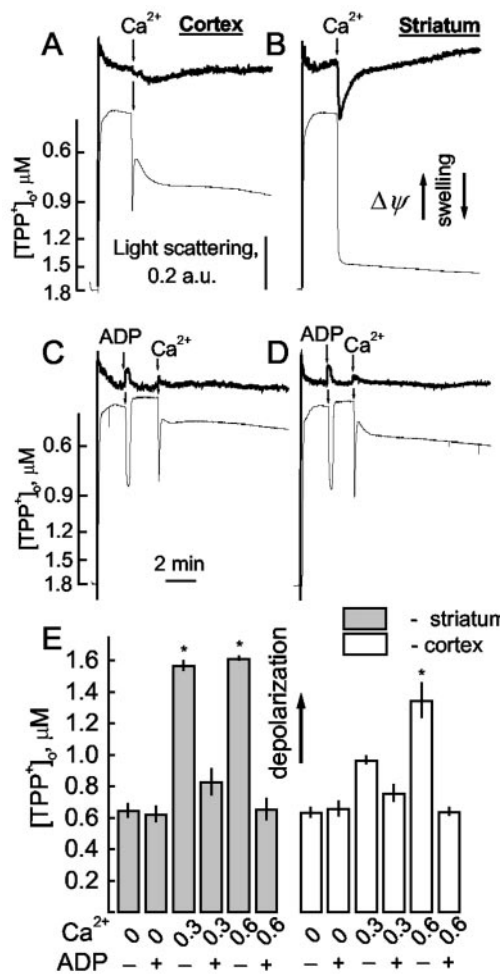 A
Ca²⁺
Cortex
B
Ca²⁺
Striatum
[TPP⁺]ₒ, μM
0.6
0.9
1.2
1.5
1.8
Light scattering,
0.2 a.u.
Δψ
swelling
C
ADP
Ca²⁺
D
ADP
Ca²⁺
[TPP⁺]ₒ, μM
0.6
0.9
1.2
1.5
1.8
2 min
E
- striatum
- cortex
depolarization
[TPP⁺]ₒ, μM
1.6
1.4
1.2
1.0
0.8
0.6
0.4
0.2
* * *
Ca²⁺ 0 0 0.3 0.3 0.6 0.6 0 0 0.3 0.3 0.6 0.6
ADP − + − + − + − + − + − +